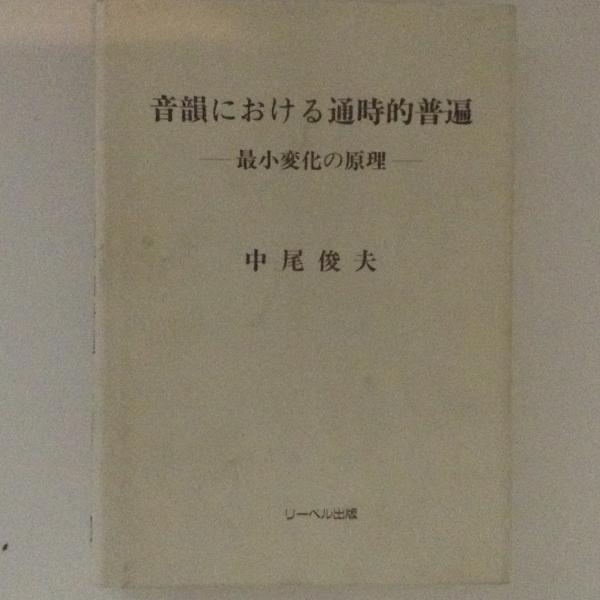 音韻における通時的普遍
―最小変化の原理―
中尾俊夫
リーベル出版